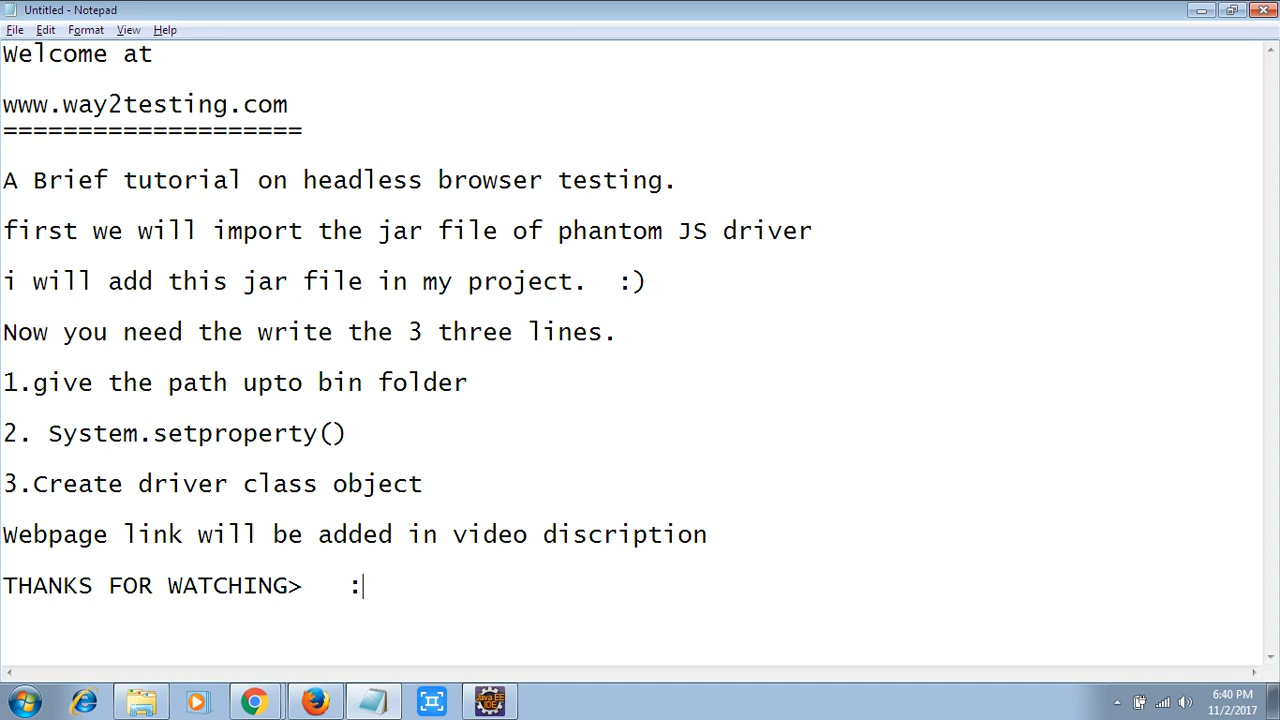 Untitled - Notepad
File Edit Format View Help
Welcome at
www.way2testing.com
====================
A Brief tutorial on headless browser testing.
first we will import the jar file of phantom JS driver
i will add this jar file in my project.  :)
Now you need the write the 3 three lines.
1.give the path upto bin folder
2. System.setproperty()
3.Create driver class object
Webpage link will be added in video discription
THANKS FOR WATCHING>   :
Java EE
IDE
6:40 PM
11/2/2017